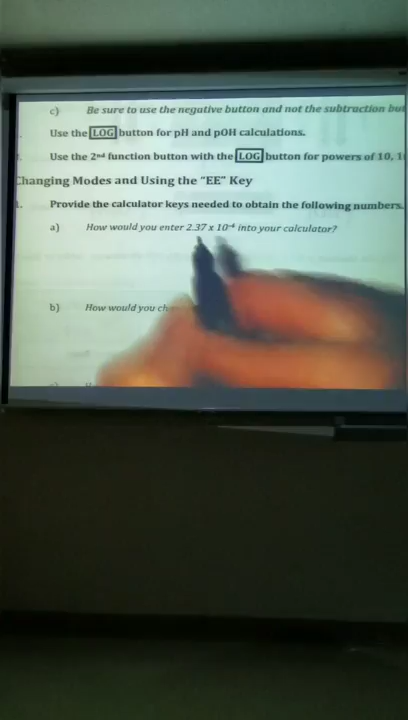 c) Be sure to use the negative button and not the subtraction but
Use the LOG button for pH and pOH calculations.
Use the 2nd function button with the LOG button for powers of 10, 1
Changing Modes and Using the "EE" Key
1. Provide the calculator keys needed to obtain the following numbers.
a) How would you enter 2.37 x 10-4 into your calculator?
b) How would you ch